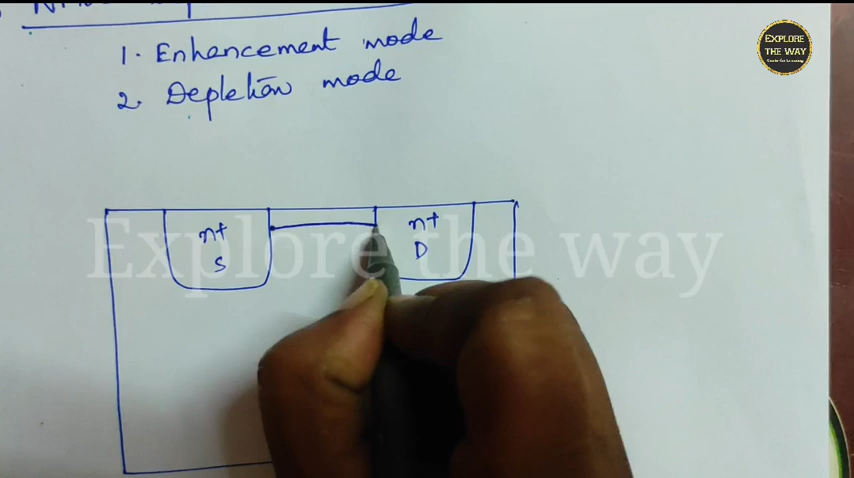 1. Enhancement mode
2. Depletion mode
EXPLORE
THE WAY
n+
S
n+
D
Explore the way